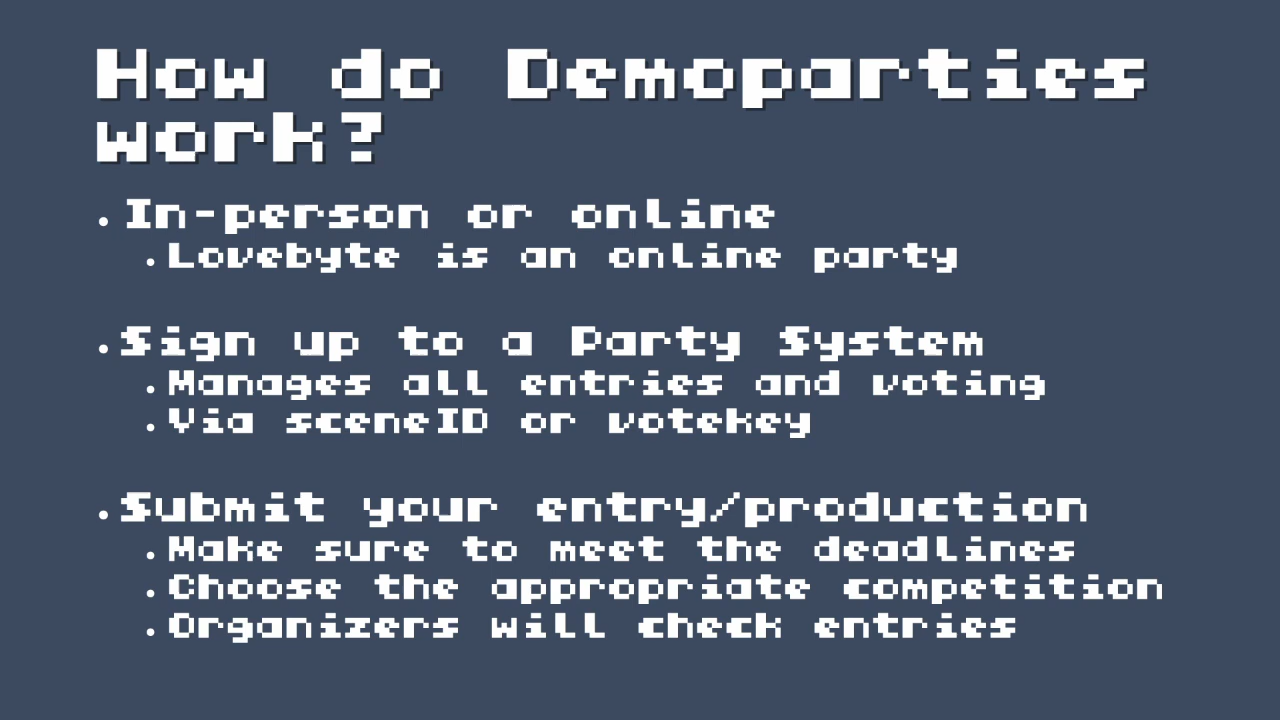 How do Demoparties
work?
• In-person or online
• Lovebyte is an online party
• Sign up to a Party System
• Manages all entries and voting
• Via sceneID or votekey
• Submit your entry/production
• Make sure to meet the deadlines
• Choose the appropriate competition
• Organizers will check entries